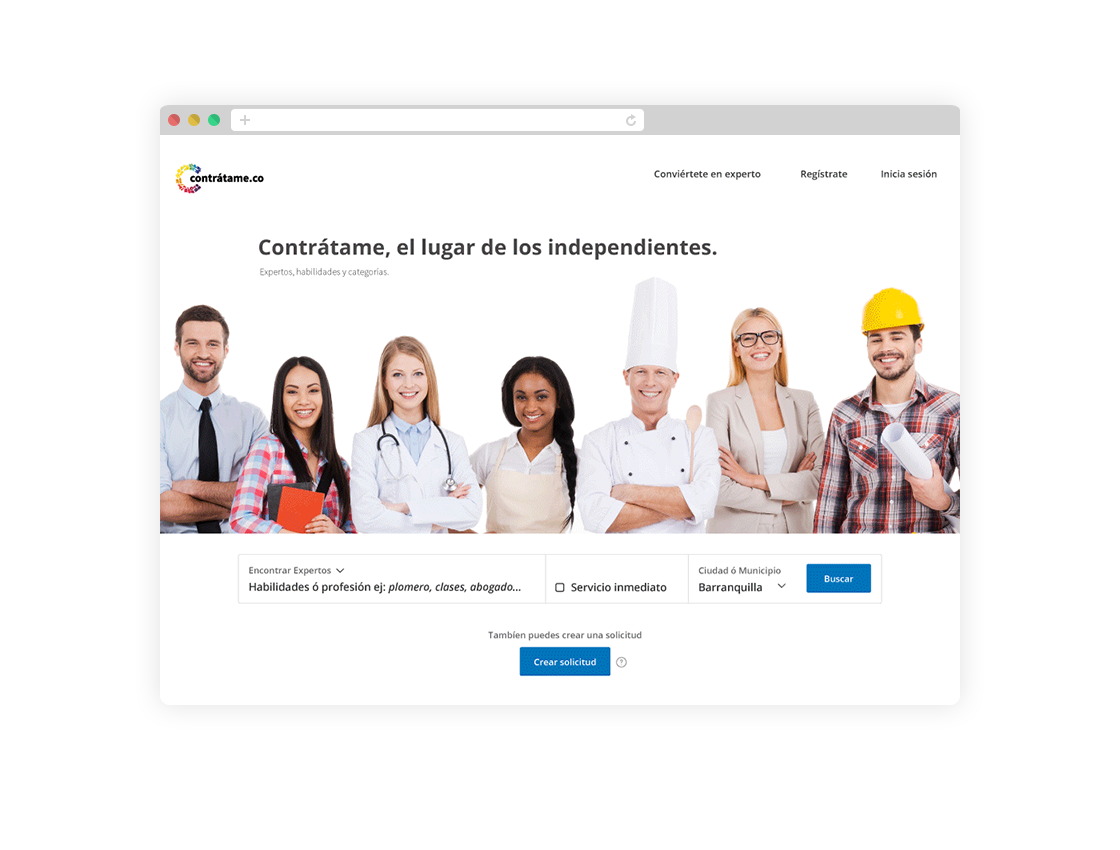 contrátame.co
Conviértete en experto
Regístrate
Inicia sesión
Contrátame, el lugar de los independientes.
Expertos, habilidades y categorías.
Encontrar Expertos
Habilidades ó profesión ej: plomero, clases, abogado...
Servicio inmediato
Ciudad ó Municipio
Barranquilla
Buscar
Tambíen puedes crear una solicitud
Crear solicitud
?